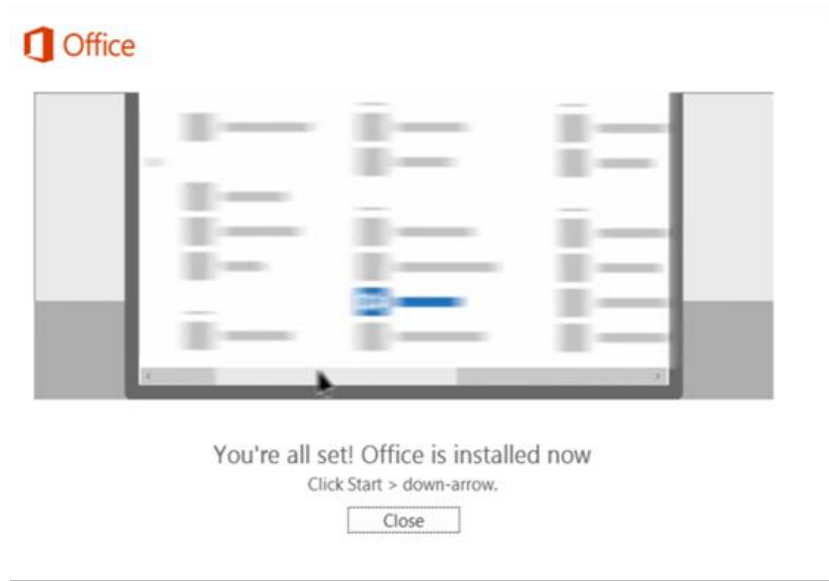 Office
You're all set! Office is installed now
Click Start > down-arrow.
Close